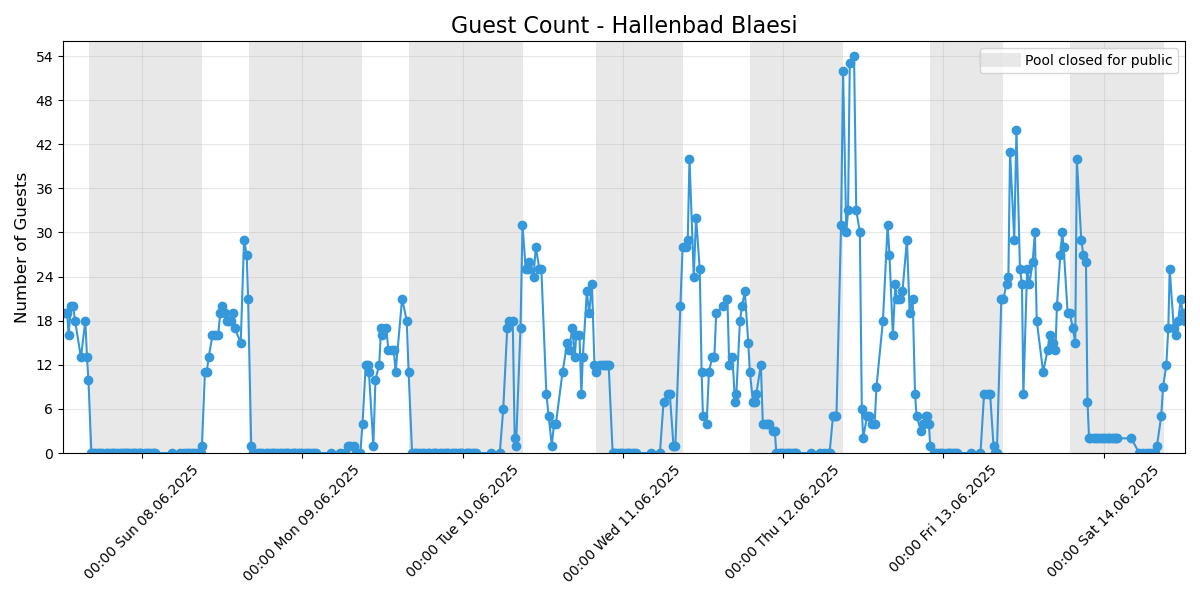 Guest Count - Hallenbad Blaesi
Pool closed for public
Number of Guests
54
48
42
36
30
24
18
12
6
0
00:00 Sun 08.06.2025
00:00 Mon 09.06.2025
00:00 Tue 10.06.2025
00:00 Wed 11.06.2025
00:00 Thu 12.06.2025
00:00 Fri 13.06.2025
00:00 Sat 14.06.2025